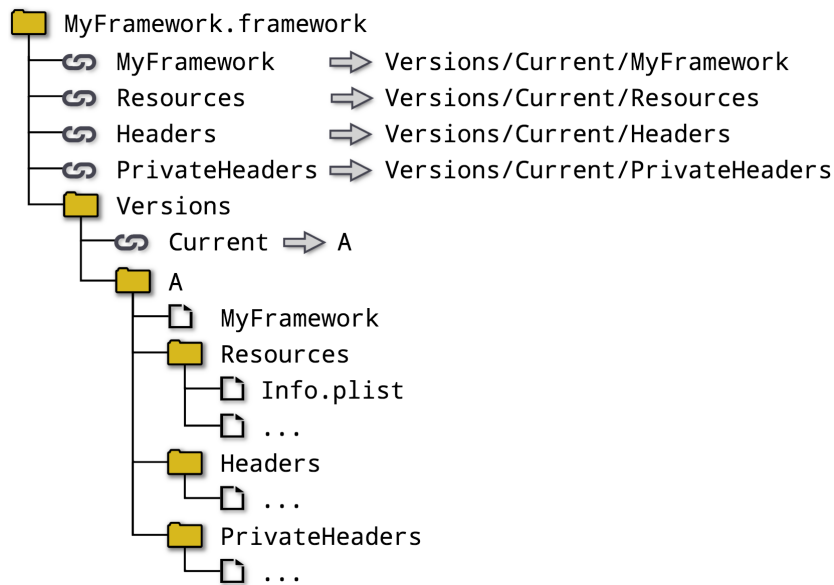 MyFramework.framework
MyFramework Versions/Current/MyFramework
Resources Versions/Current/Resources
Headers Versions/Current/Headers
PrivateHeaders Versions/Current/PrivateHeaders
Versions
Current A
A
MyFramework
Resources
Info.plist
...
Headers
...
PrivateHeaders
...